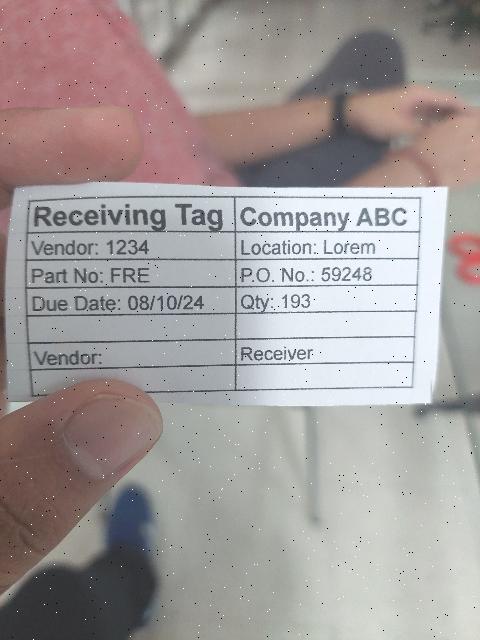 Receiving Tag Company ABC
Vendor: 1234 Location: Lorem
Part No: FRE P.O. No.: 59248
Due Date: 08/10/24 Qty: 193
Vendor: Receiver